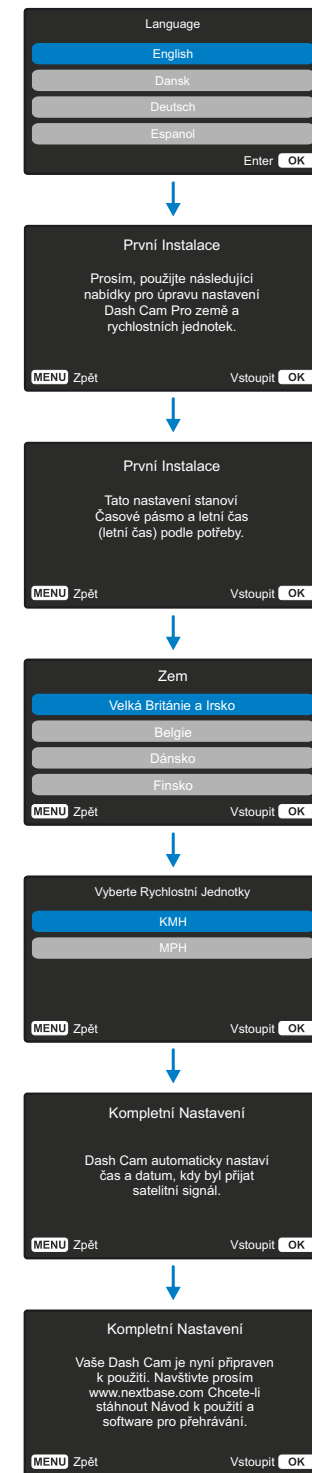 Language
English
Dansk
Deutsch
Espanol
Enter OK
První Instalace
Prosím, použijte následující
nabídky pro úpravu nastavení
Dash Cam Pro země a
rychlostních jednotek.
MENU Zpět Vstoupit OK
První Instalace
Tato nastavení stanoví
Časové pásmo a letní čas
(letní čas) podle potřeby.
MENU Zpět Vstoupit OK
Zem
Velká Británie a Irsko
Belgie
Dánsko
Finsko
MENU Zpět Vstoupit OK
Vyberte Rychlostní Jednotky
KMH
MPH
MENU Zpět Vstoupit OK
Kompletní Nastavení
Dash Cam automaticky nastaví
čas a datum, kdy byl přijat
satelitní signál.
MENU Zpět Vstoupit OK
Kompletní Nastavení
Vaše Dash Cam je nyní připraven
k použití. Navštivte prosím
www.nextbase.com Chcete-li
stáhnout Návod k použití a
software pro přehrávání.
MENU Zpět Vstoupit OK